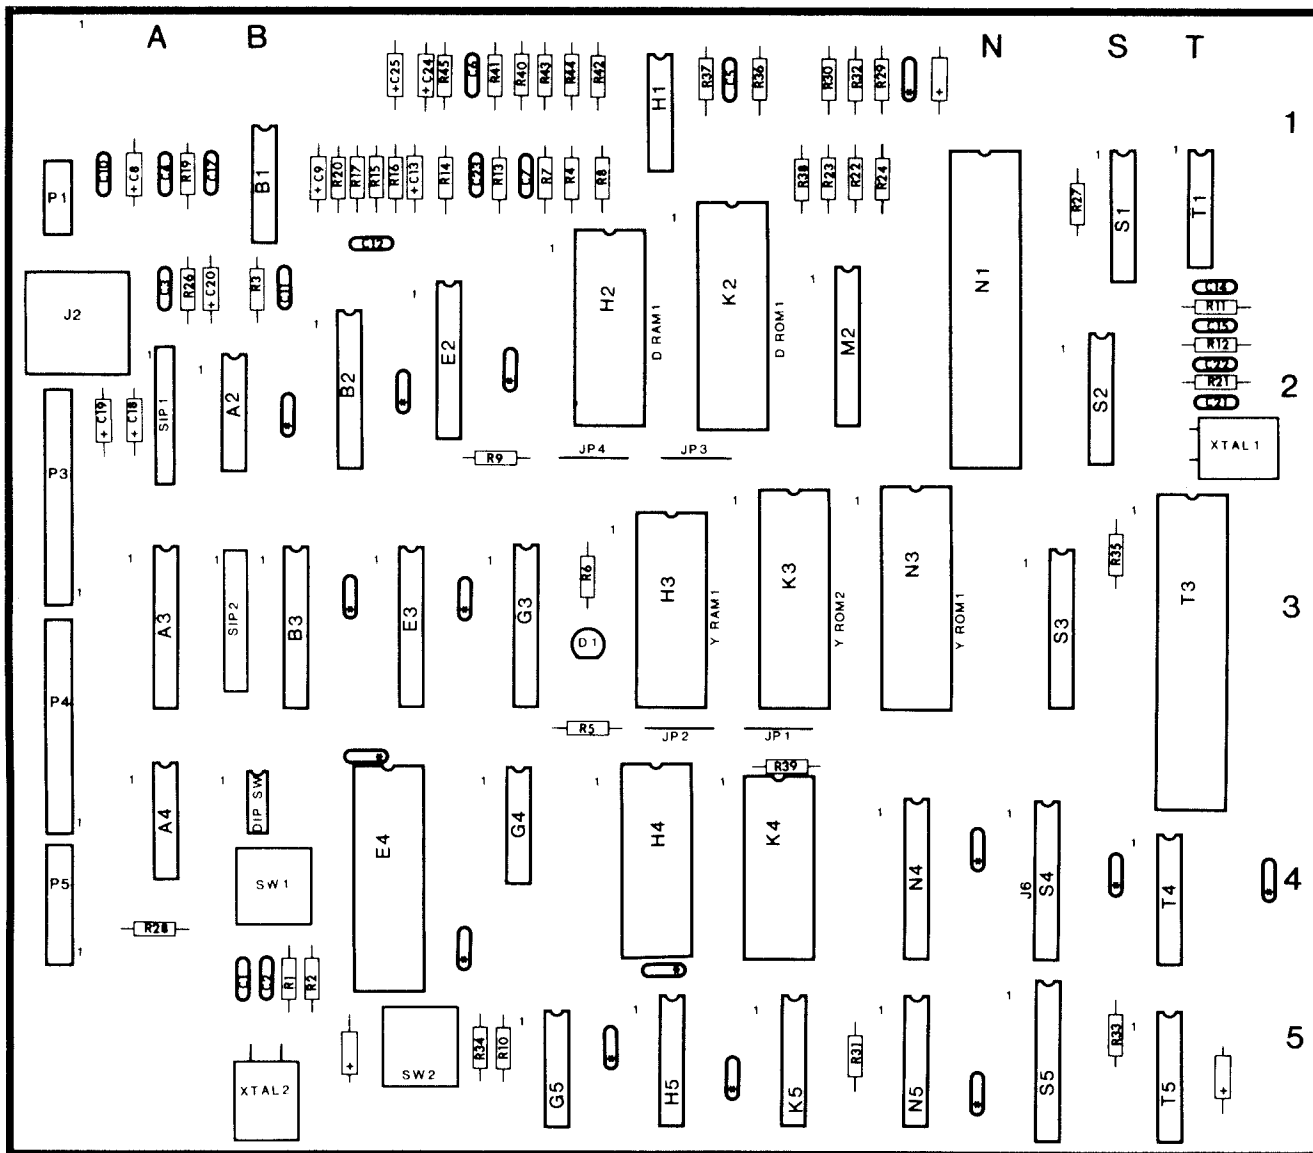 1
A B N S T
+C25 +C24 R45 C6 R41 R40 R43 R44 R42 H1 R37 C5 R36 R30 R32 R29 * +
1
P1 C10 +C8 C4 R19 C17 B1 +C9 R20 R17 R15 R16 +C13 R14 C23 R13 C7 R7 R4 R8 R38 R23 R22 R24 R27 1 S1 1 T1
C12
J2 C3 R26 +C20 R3 C11 1 E2 1 H2 D RAM1 1 K2 D ROM1 1 M2 N1
C14
R11
C15
R12
C22
R21
C21
2
P3 1 +C19 +C18 1 SIP1 1 A2 * 1 B2 * * 1 S2
XTAL1
R9 JP4 JP3
1 A3 1 SIP2 1 B3 * 1 E3 * 1 G3 R6 D1 1 H3 Y RAM1 1 K3 Y ROM2 1 N3 Y ROM1 1 S3 R35 1 T3
3
P4 1
R5 JP2 JP1
*
R39
1 A4 1 DIP SW E4 1 G4 1 H4 1 K4 1 N4 * 1 J6 S4 * 1 T4 *
4
P5 1
SW1
R28
*
*
C1 C2 R1 R2
XTAL2 + SW2 R34 R10 1 G5 * 1 H5 * 1 K5 R31 1 N5 * 1 S5 R33 1 T5 +
5